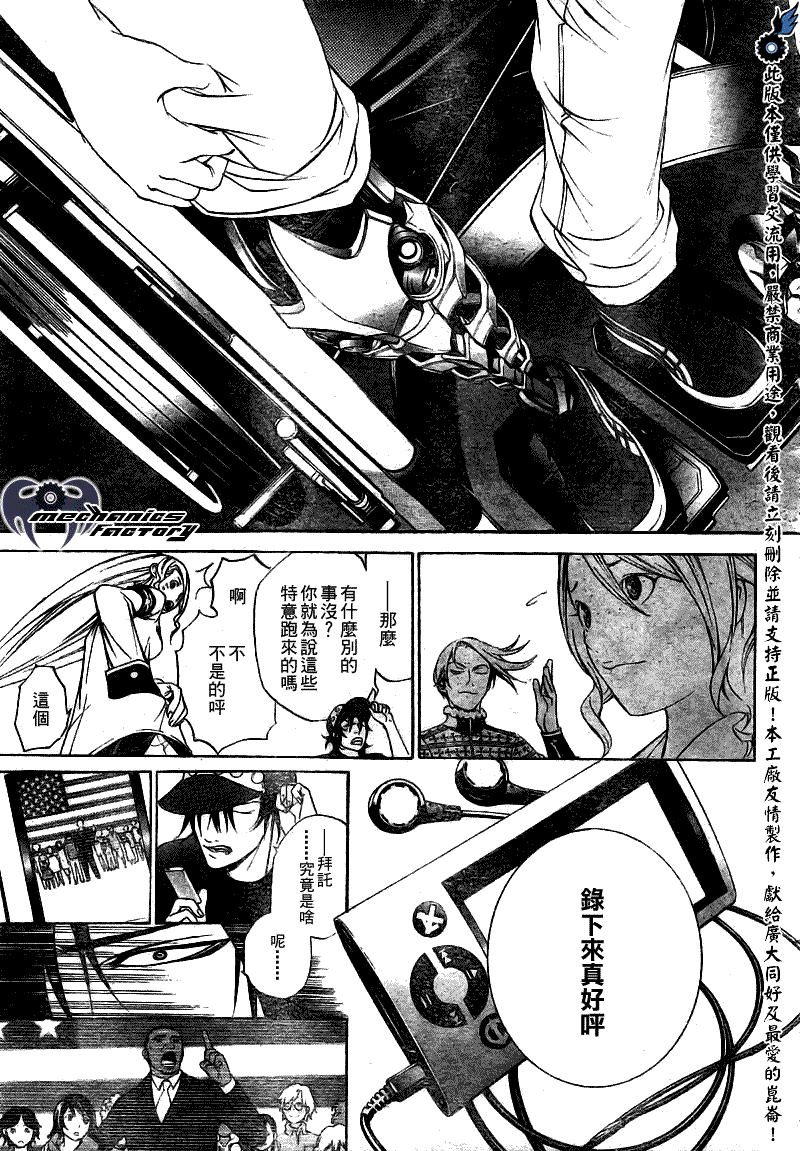 此版本僅供學習交流用，嚴禁商業用途，觀看後請立刻刪除並請支持正版！本工廠友情製作，獻給廣大同好及最愛的崑崙！
mechanics
Factory
──那麼
有什麼別的
事沒？
你就為說這些
特意跑來的嗎
啊
不
不是的呼
這個
錄下來真好呼
──拜託
……究竟是啥
呢……